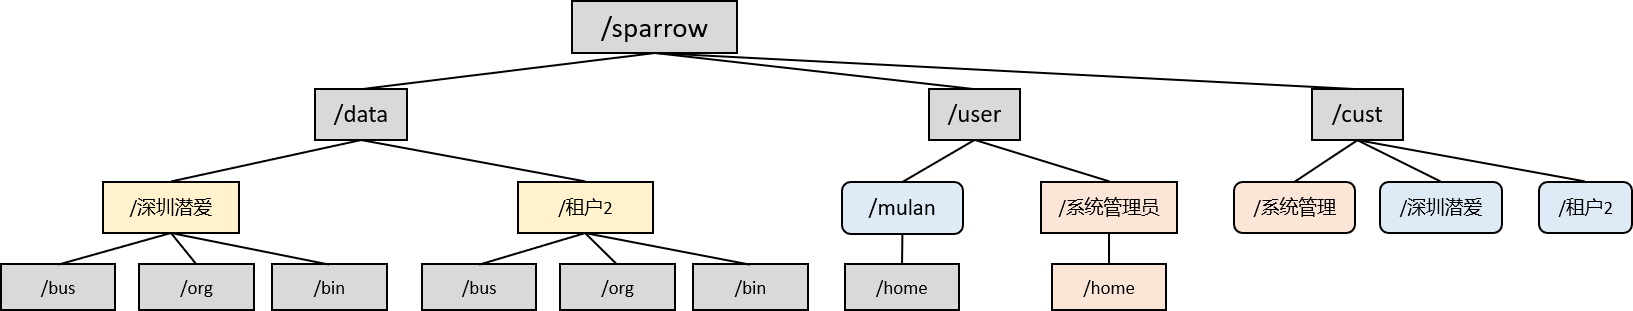 /sparrow
/data
/user
/cust
/深圳潜爱
/租户2
/mulan
/系统管理员
/系统管理
/深圳潜爱
/租户2
/bus
/org
/bin
/bus
/org
/bin
/home
/home